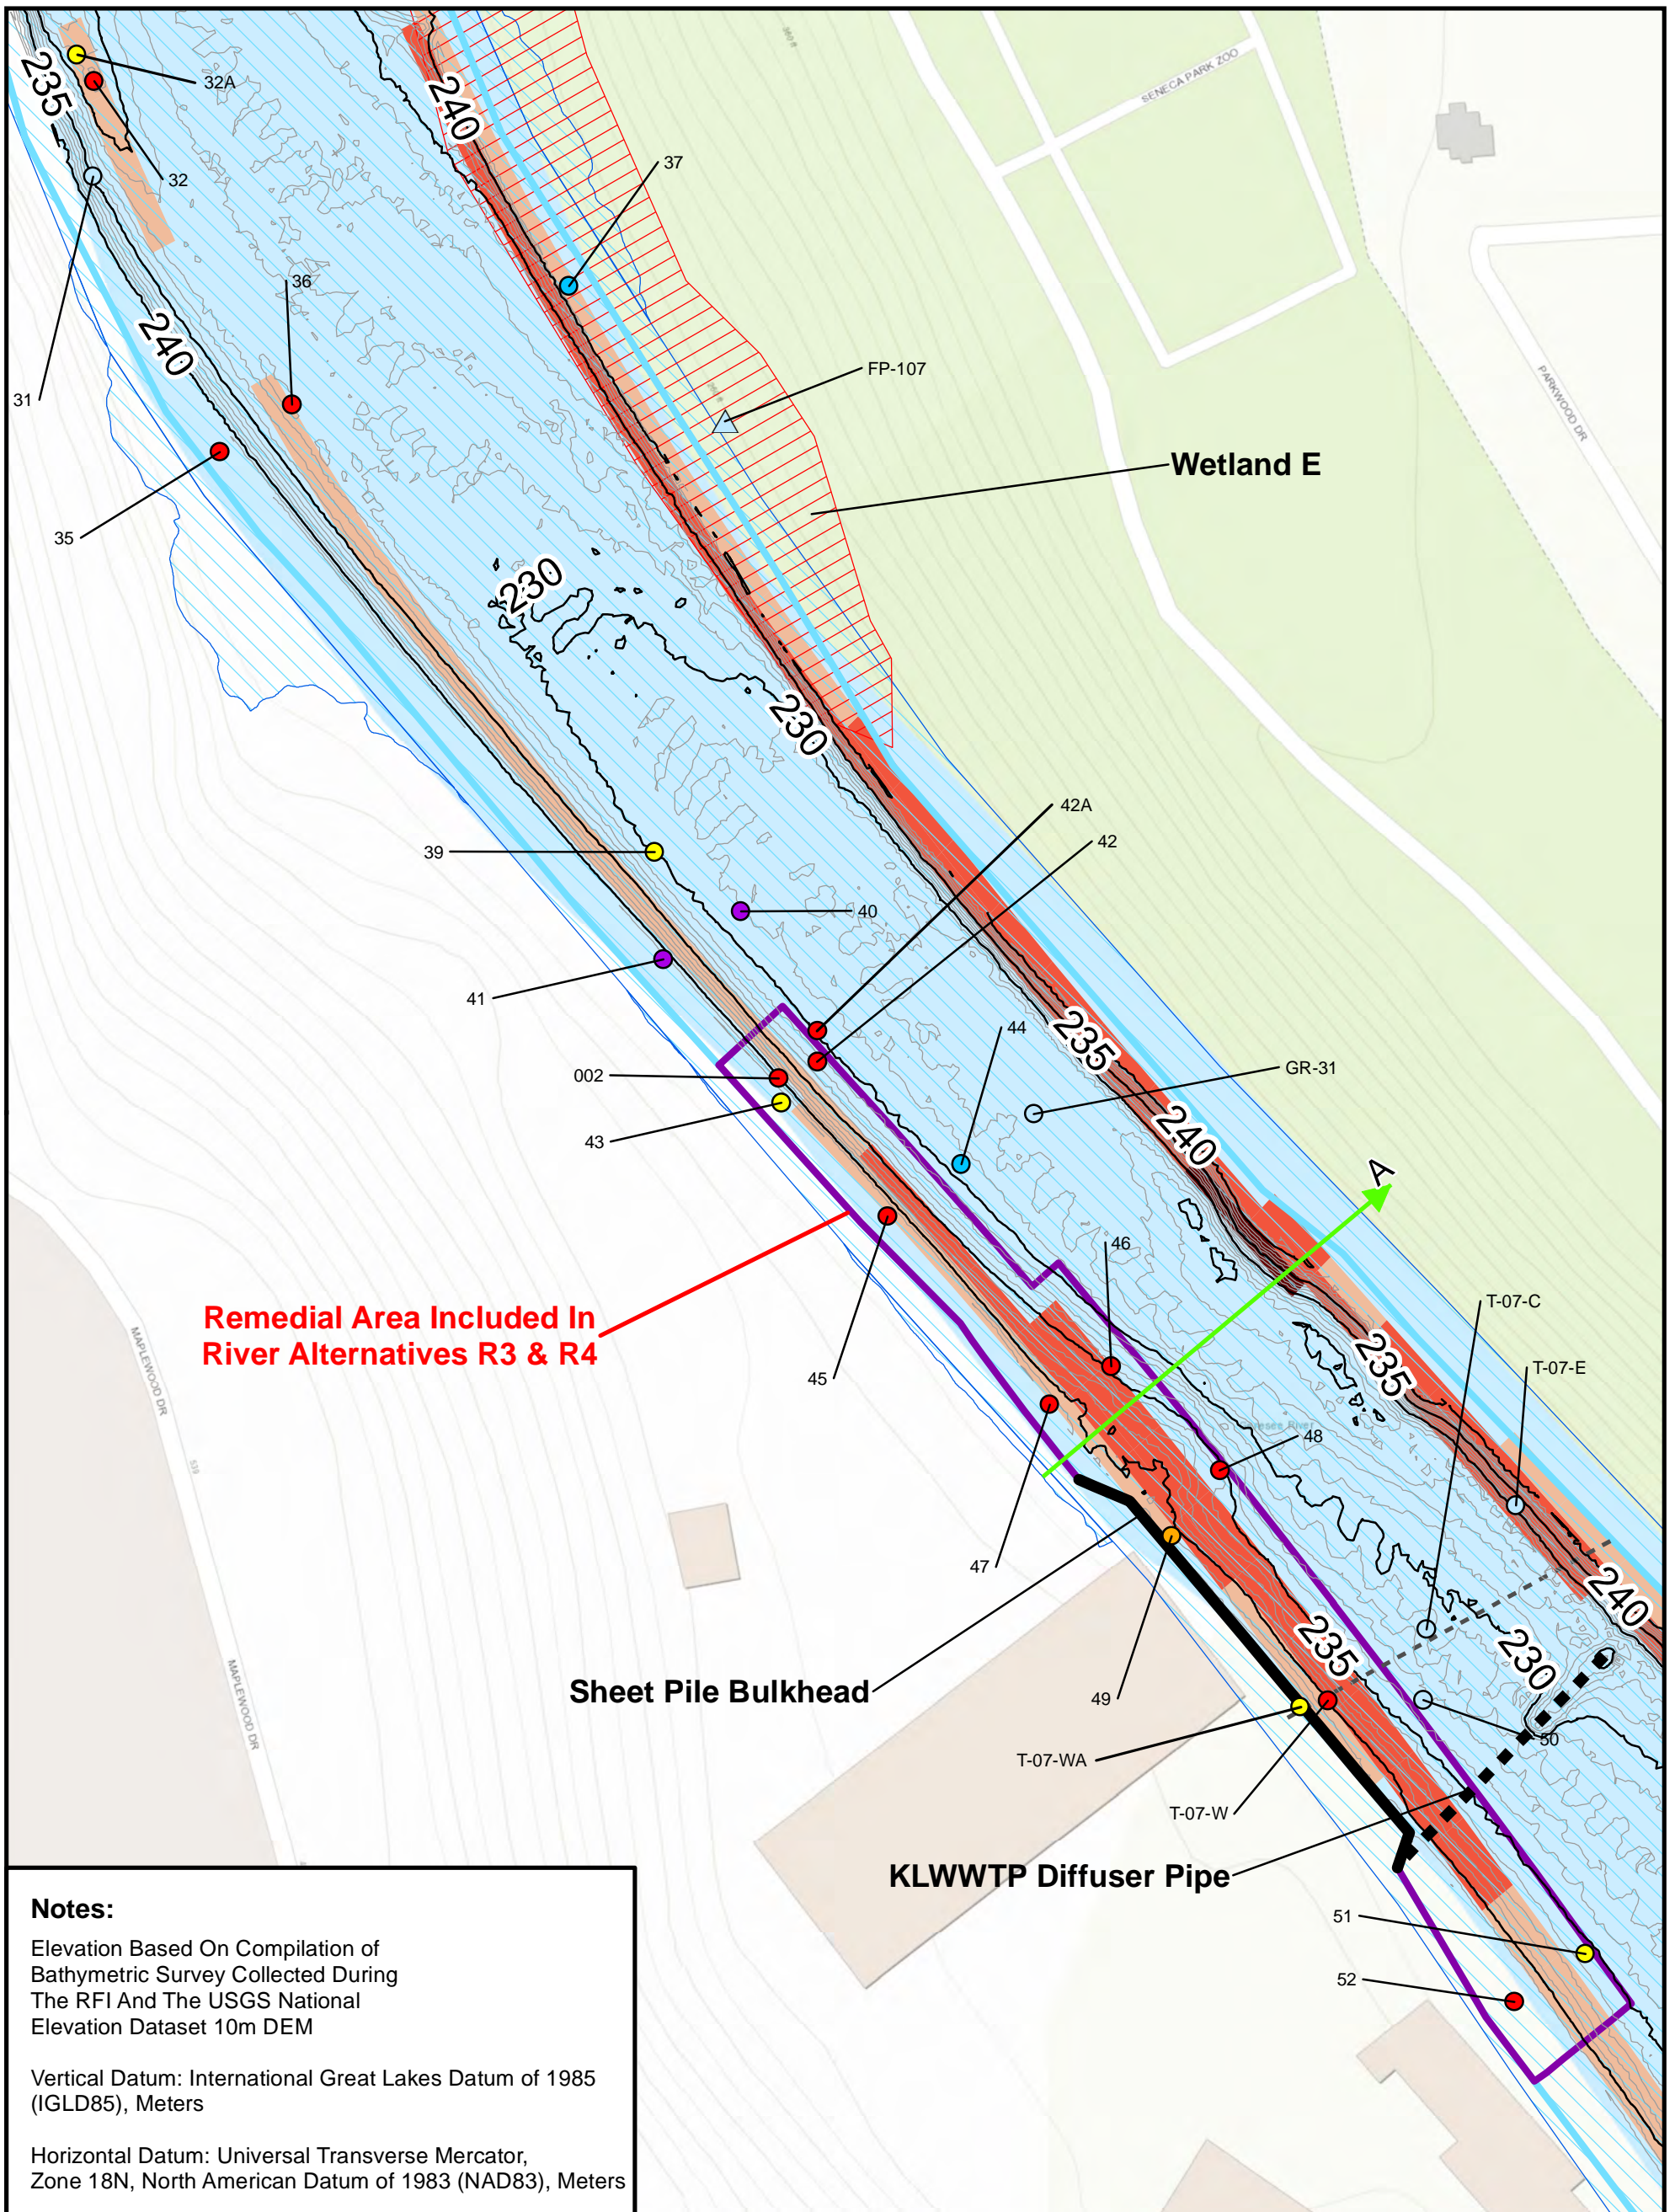 SENECA PARK ZOO
235
32A
240
32
37
36
31
240
FP-107
PARKWOOD DR
Wetland E
35
230
230
42A
42
39
40
41
44
235
GR-31
002
240
43
A
46
T-07-C
Remedial Area Included In
River Alternatives R3 & R4
MAPLEWOOD DR
235
T-07-E
45
48
539
47
240
235
230
MAPLEWOOD DR
Sheet Pile Bulkhead
49
50
T-07-WA
T-07-W
KLWWTP Diffuser Pipe
51
52
Notes:
Elevation Based On Compilation of
Bathymetric Survey Collected During
The RFI And The USGS National
Elevation Dataset 10m DEM
Vertical Datum: International Great Lakes Datum of 1985
(IGLD85), Meters
Horizontal Datum: Universal Transverse Mercator,
Zone 18N, North American Datum of 1983 (NAD83), Meters